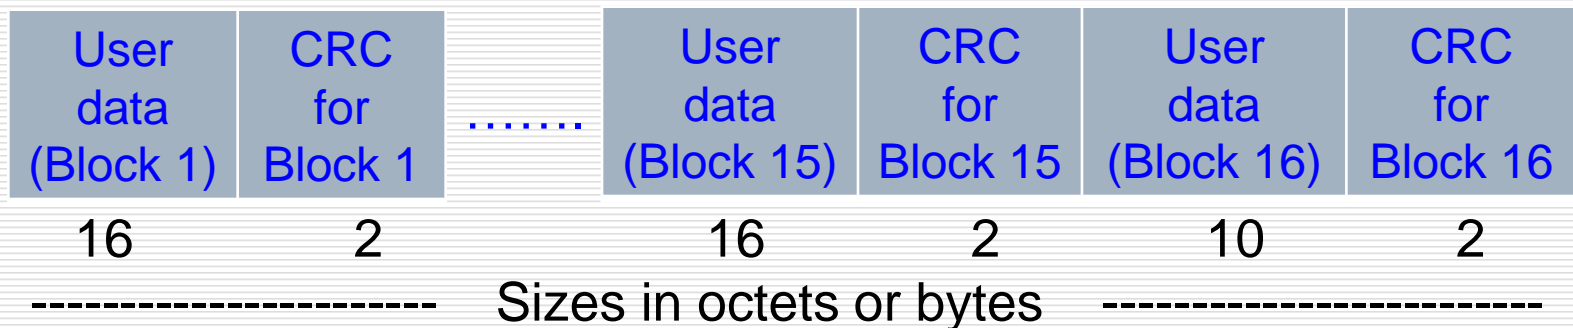 User
data
(Block 1)
CRC
for
Block 1
.......
User
data
(Block 15)
CRC
for
Block 15
User
data
(Block 16)
CRC
for
Block 16
16 2 16 2 10 2
----------------------- Sizes in octets or bytes -------------------------